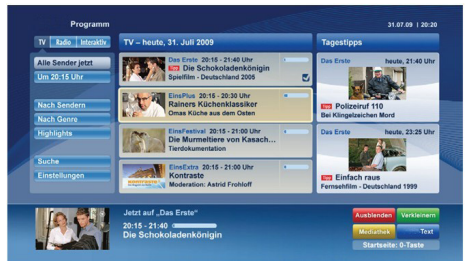 Programm
31.07.09 | 20:20
TV Radio Interaktiv
Alle Sender jetzt
Um 20:15 Uhr
Nach Sendern
Nach Genre
Highlights
Suche
Einstellungen
TV – heute, 31. Juli 2009
Das Erste 20:15 - 21:40 Uhr
Tipp Die Schokoladenkönigin
Spielfilm - Deutschland 2005
EinsPlus 20:15 - 20:30 Uhr
Rainers Küchenklassiker
Omas Küche aus dem Osten
EinsFestival 20:15 - 21:00 Uhr
Die Murmeltiere von Kasach...
Tierdokumentation
EinsExtra 20:15 - 21:00 Uhr
Kontraste
Moderation: Astrid Frohloff
Tagestipps
Das Erste heute, 21:40 Uhr
Tipp Polizeiruf 110
Bei Klingelzeichen Mord
Das Erste heute, 23:25 Uhr
Tipp Einfach raus
Fernsehfilm - Deutschland 1999
Jetzt auf „Das Erste“
20:15 - 21:40
Die Schokoladenkönigin
Ausblenden Verkleinern
Mediathek Text
Startseite: 0-Taste